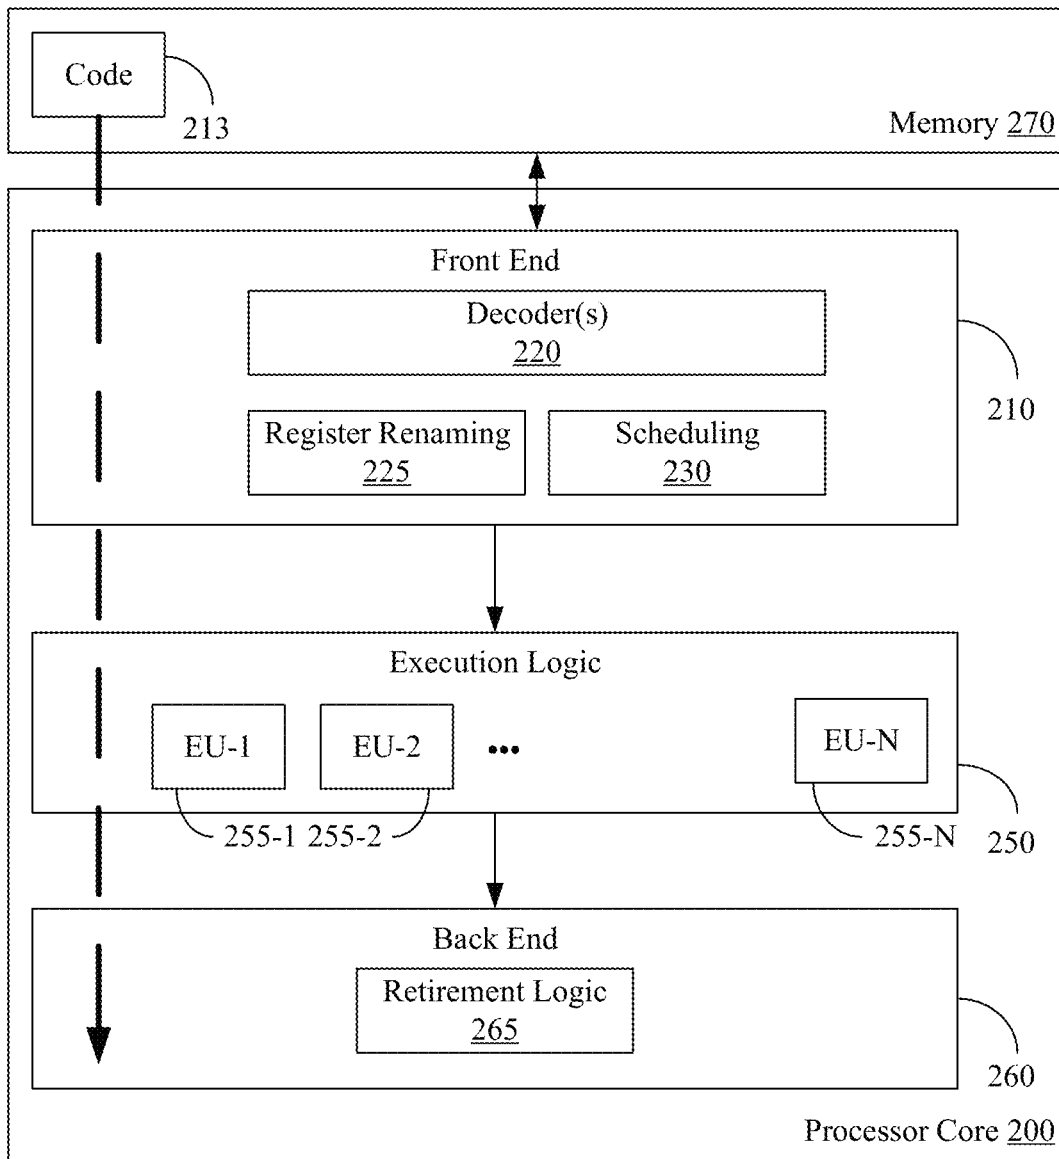 Code
213
Memory 270
Front End
Decoder(s)
220
210
Register Renaming
225
Scheduling
230
Execution Logic
EU-1
EU-2
•••
EU-N
255-1
255-2
255-N
250
Back End
Retirement Logic
265
260
Processor Core 200